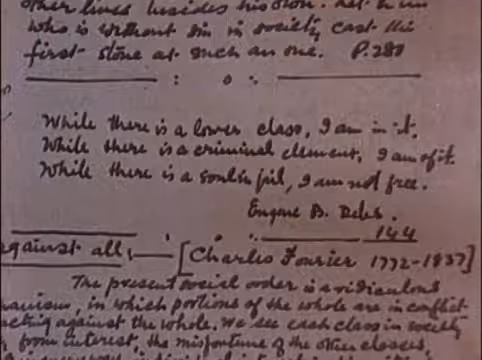 other lives besides his own. Let him
who is without sin in society cast the
first stone at such an one. P.280
: o :
While there is a lower class, I am in it.
While there is a criminal element, I am of it.
While there is a soul in jail, I am not free.
Eugene B. Debs.
144
against all, — [Charles Fourier 1772-1837]
The present social order is a ridiculous
in which portions of the whole are in conflict
acting against the whole. We see each class in society
from interest, the misfortune of the other classes,